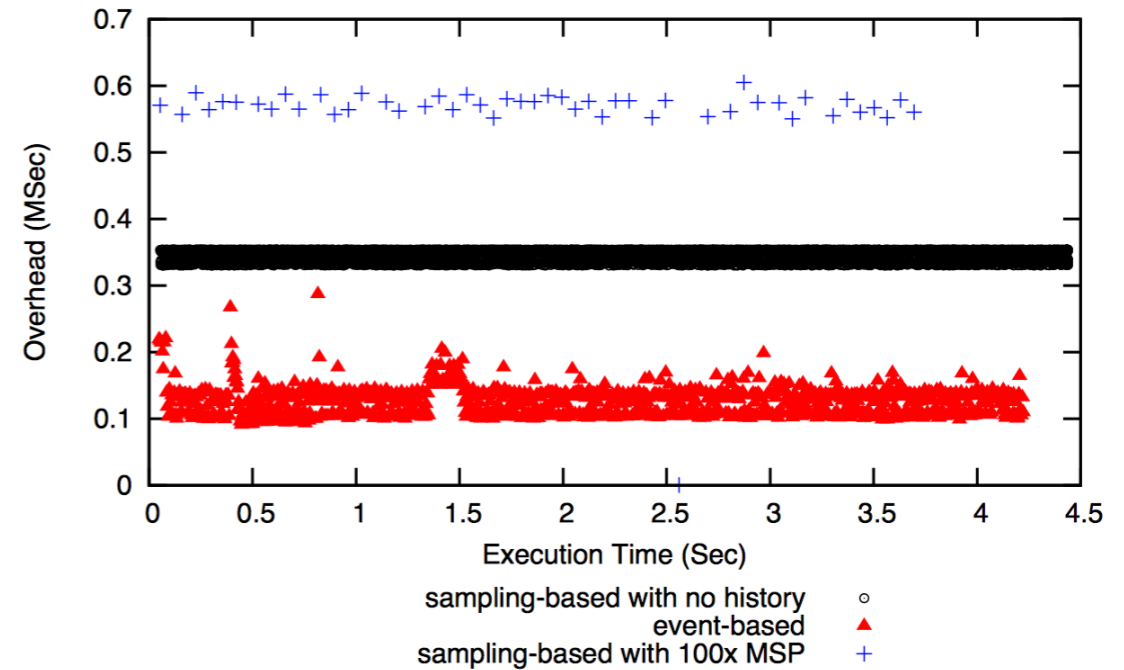 0.7
0.6
0.5
0.4
0.3
0.2
0.1
0
Overhead (MSec)
0 0.5 1 1.5 2 2.5 3 3.5 4 4.5
Execution Time (Sec)
sampling-based with no history
event-based
sampling-based with 100x MSP